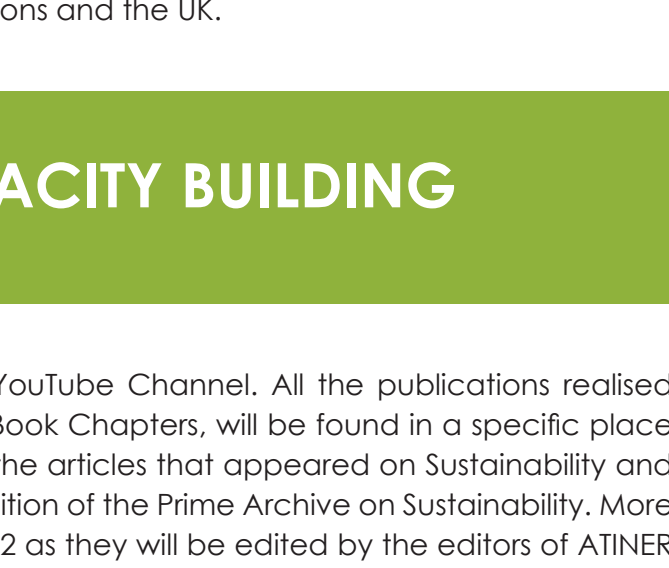 ons and the UK.
ACITY BUILDING
YouTube Channel. All the publications realised
Book Chapters, will be found in a specific place
the articles that appeared on Sustainability and
ition of the Prime Archive on Sustainability. More
2 as they will be edited by the editors of ATINER